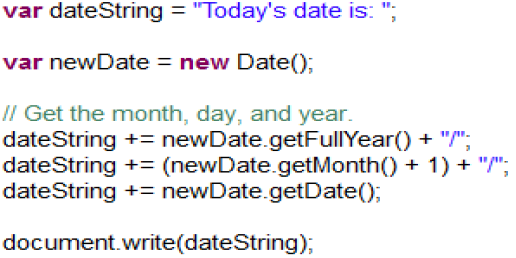 var dateString = "Today's date is: ";
var newDate = new Date();
// Get the month, day, and year.
dateString += newDate.getFullYear() + "/";
dateString += (newDate.getMonth() + 1) + "/";
dateString += newDate.getDate();
document.write(dateString);